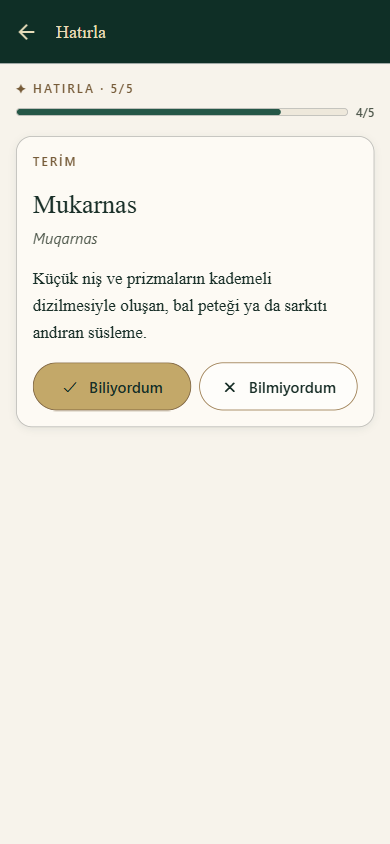 Hatırla
✦ HATIRLA · 5/5
4/5
TERİM
Mukarnas
Muqarnas
Küçük niş ve prizmaların kademeli
dizilmesiyle oluşan, bal peteği ya da sarkıtı
andıran süsleme.
Biliyordum
Bilmiyordum